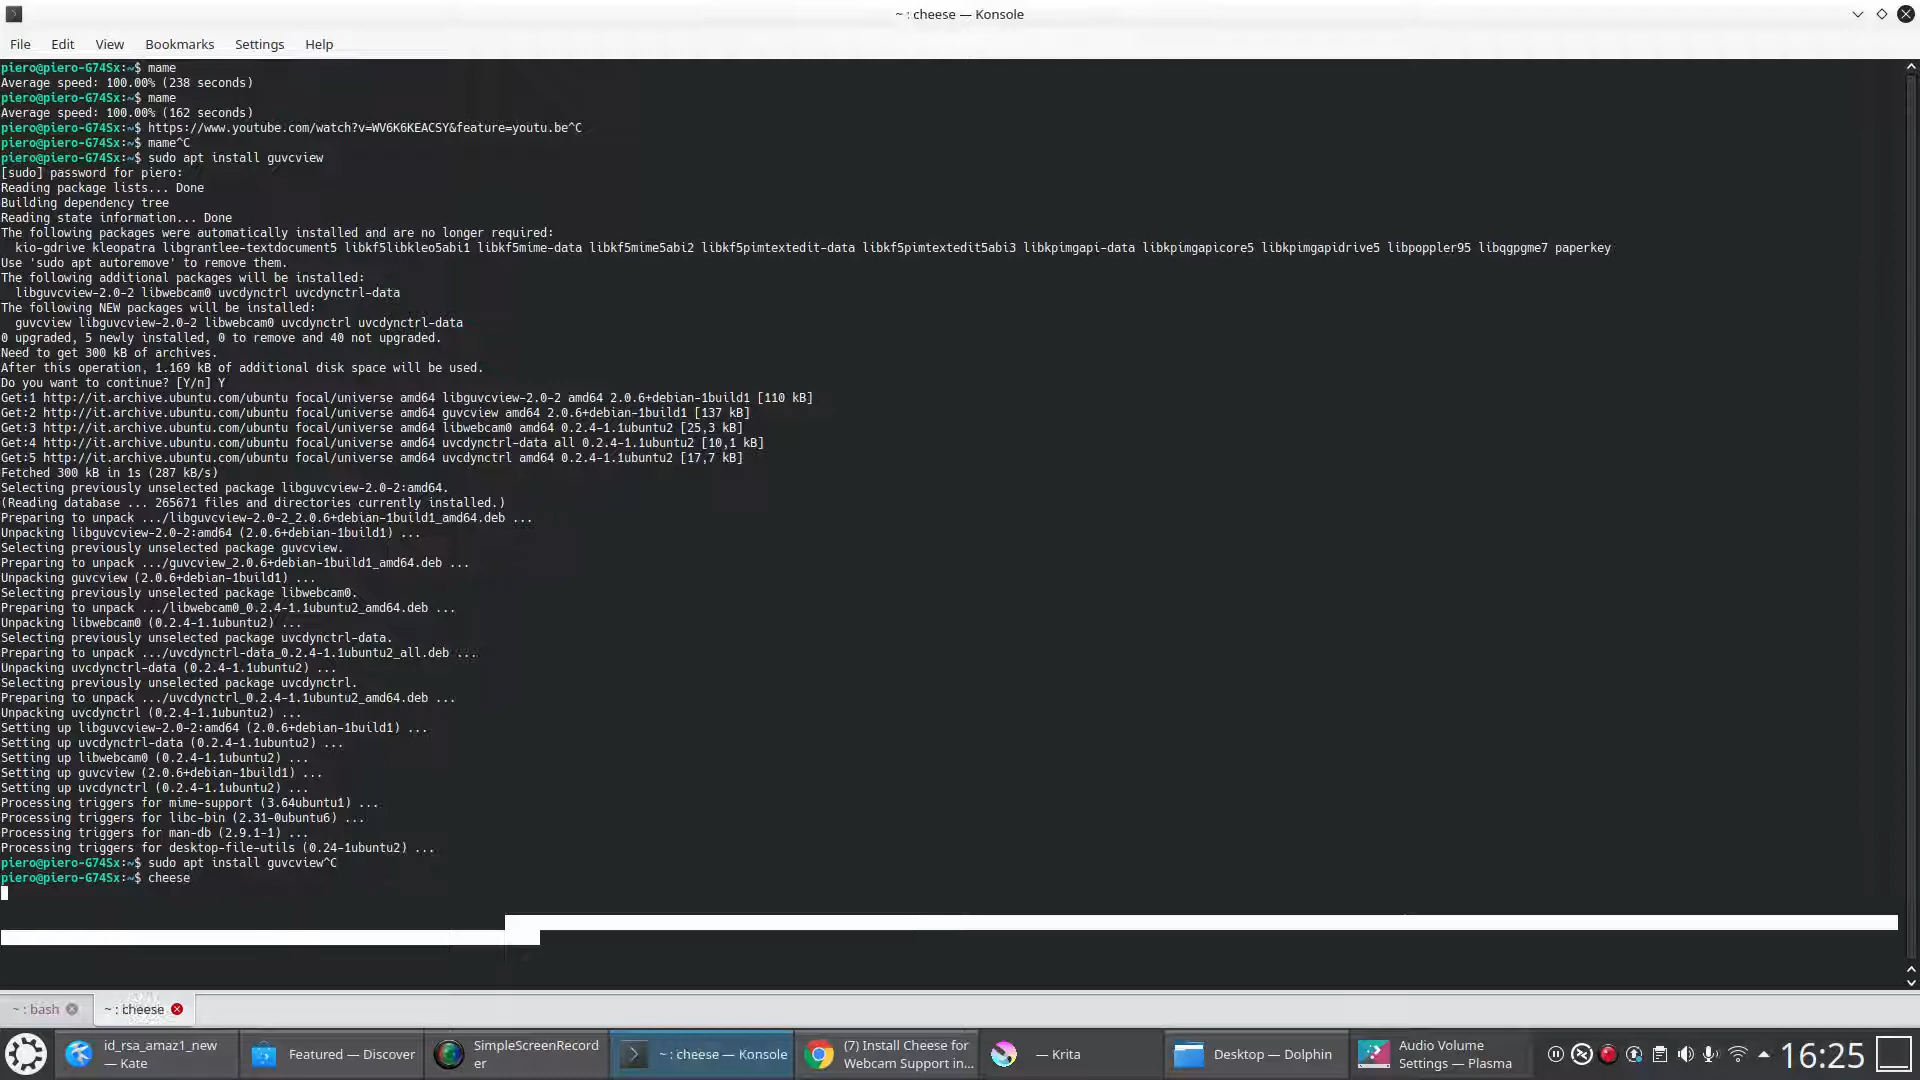 ~ : cheese — Konsole
File Edit View Bookmarks Settings Help
piero@piero-G74Sx:~$ mame
Average speed: 100.00% (238 seconds)
piero@piero-G74Sx:~$ mame
Average speed: 100.00% (162 seconds)
piero@piero-G74Sx:~$ https://www.youtube.com/watch?v=WV6K6KEACSY&feature=youtu.be^C
piero@piero-G74Sx:~$ mame^C
piero@piero-G74Sx:~$ sudo apt install guvcview
[sudo] password for piero:
Reading package lists... Done
Building dependency tree
Reading state information... Done
The following packages were automatically installed and are no longer required:
kio-gdrive kleopatra libgrantlee-textdocument5 libkf5libkleo5abi1 libkf5mime-data libkf5mime5abi2 libkf5pimtextedit-data libkf5pimtextedit5abi3 libkpimgapi-data libkpimgapicore5 libkpimgapidrive5 libpoppler95 libqgpgme7 paperkey
Use 'sudo apt autoremove' to remove them.
The following additional packages will be installed:
libguvcview-2.0-2 libwebcam0 uvcdynctrl uvcdynctrl-data
The following NEW packages will be installed:
guvcview libguvcview-2.0-2 libwebcam0 uvcdynctrl uvcdynctrl-data
0 upgraded, 5 newly installed, 0 to remove and 40 not upgraded.
Need to get 300 kB of archives.
After this operation, 1.169 kB of additional disk space will be used.
Do you want to continue? [Y/n] Y
Get:1 http://it.archive.ubuntu.com/ubuntu focal/universe amd64 libguvcview-2.0-2 amd64 2.0.6+debian-1build1 [110 kB]
Get:2 http://it.archive.ubuntu.com/ubuntu focal/universe amd64 guvcview amd64 2.0.6+debian-1build1 [137 kB]
Get:3 http://it.archive.ubuntu.com/ubuntu focal/universe amd64 libwebcam0 amd64 0.2.4-1.1ubuntu2 [25,3 kB]
Get:4 http://it.archive.ubuntu.com/ubuntu focal/universe amd64 uvcdynctrl-data all 0.2.4-1.1ubuntu2 [10,1 kB]
Get:5 http://it.archive.ubuntu.com/ubuntu focal/universe amd64 uvcdynctrl amd64 0.2.4-1.1ubuntu2 [17,7 kB]
Fetched 300 kB in 1s (287 kB/s)
Selecting previously unselected package libguvcview-2.0-2:amd64.
(Reading database ... 265671 files and directories currently installed.)
Preparing to unpack .../libguvcview-2.0-2_2.0.6+debian-1build1_amd64.deb ...
Unpacking libguvcview-2.0-2:amd64 (2.0.6+debian-1build1) ...
Selecting previously unselected package guvcview.
Preparing to unpack .../guvcview_2.0.6+debian-1build1_amd64.deb ...
Unpacking guvcview (2.0.6+debian-1build1) ...
Selecting previously unselected package libwebcam0.
Preparing to unpack .../libwebcam0_0.2.4-1.1ubuntu2_amd64.deb ...
Unpacking libwebcam0 (0.2.4-1.1ubuntu2) ...
Selecting previously unselected package uvcdynctrl-data.
Preparing to unpack .../uvcdynctrl-data_0.2.4-1.1ubuntu2_all.deb ...
Unpacking uvcdynctrl-data (0.2.4-1.1ubuntu2) ...
Selecting previously unselected package uvcdynctrl.
Preparing to unpack .../uvcdynctrl_0.2.4-1.1ubuntu2_amd64.deb ...
Unpacking uvcdynctrl (0.2.4-1.1ubuntu2) ...
Setting up libguvcview-2.0-2:amd64 (2.0.6+debian-1build1) ...
Setting up uvcdynctrl-data (0.2.4-1.1ubuntu2) ...
Setting up libwebcam0 (0.2.4-1.1ubuntu2) ...
Setting up guvcview (2.0.6+debian-1build1) ...
Setting up uvcdynctrl (0.2.4-1.1ubuntu2) ...
Processing triggers for mime-support (3.64ubuntu1) ...
Processing triggers for libc-bin (2.31-0ubuntu6) ...
Processing triggers for man-db (2.9.1-1) ...
Processing triggers for desktop-file-utils (0.24-1ubuntu2) ...
piero@piero-G74Sx:~$ sudo apt install guvcview^C
piero@piero-G74Sx:~$ cheese
~ : bash ~ : cheese
id_rsa_amaz1_new
— Kate
Featured — Discover
SimpleScreenRecord
er
~ : cheese — Konsole
(7) Install Cheese for
Webcam Support in...
— Krita
Desktop — Dolphin
Audio Volume
Settings — Plasma
16:25